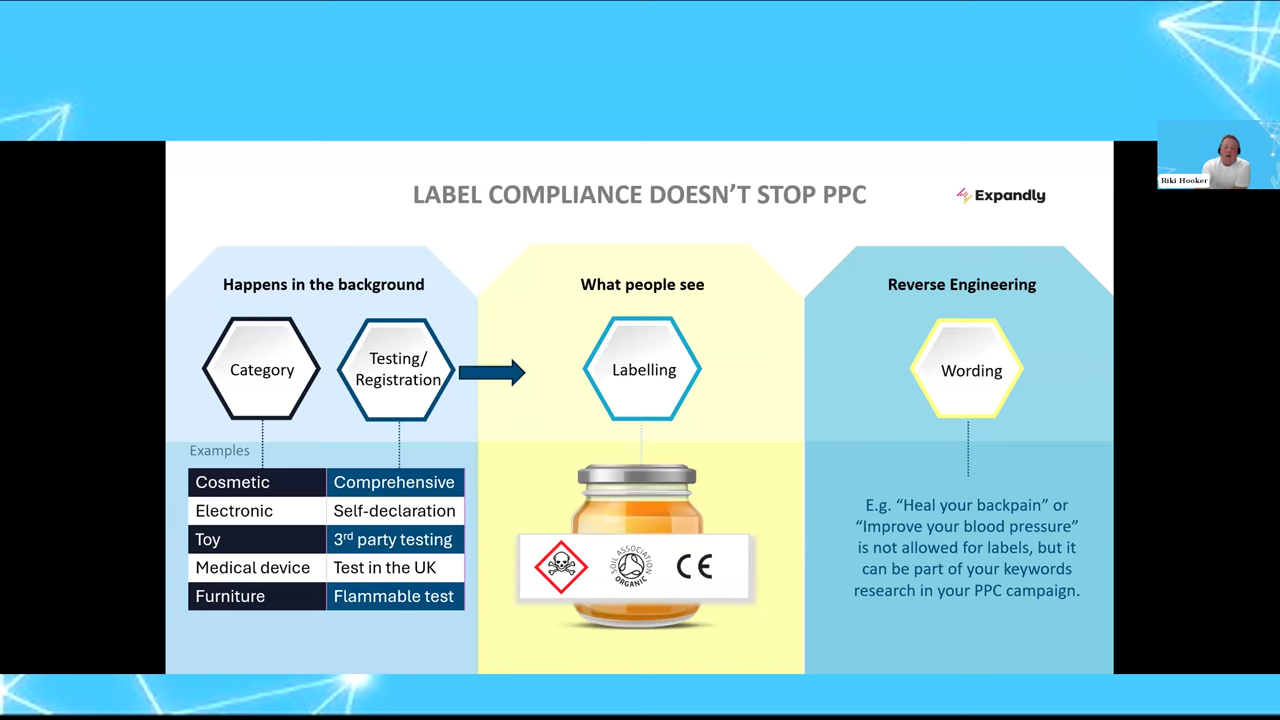 LABEL COMPLIANCE DOESN'T STOP PPC
Expandly
Riki Hooker
Happens in the background
What people see
Reverse Engineering
Category
Testing/
Registration
Labelling
Wording
Examples
Cosmetic Comprehensive
Electronic Self-declaration
Toy 3rd party testing
Medical device Test in the UK
Furniture Flammable test
SOIL ASSOCIATION
ORGANIC
CE
E.g. “Heal your backpain” or
“Improve your blood pressure”
is not allowed for labels, but it
can be part of your keywords
research in your PPC campaign.